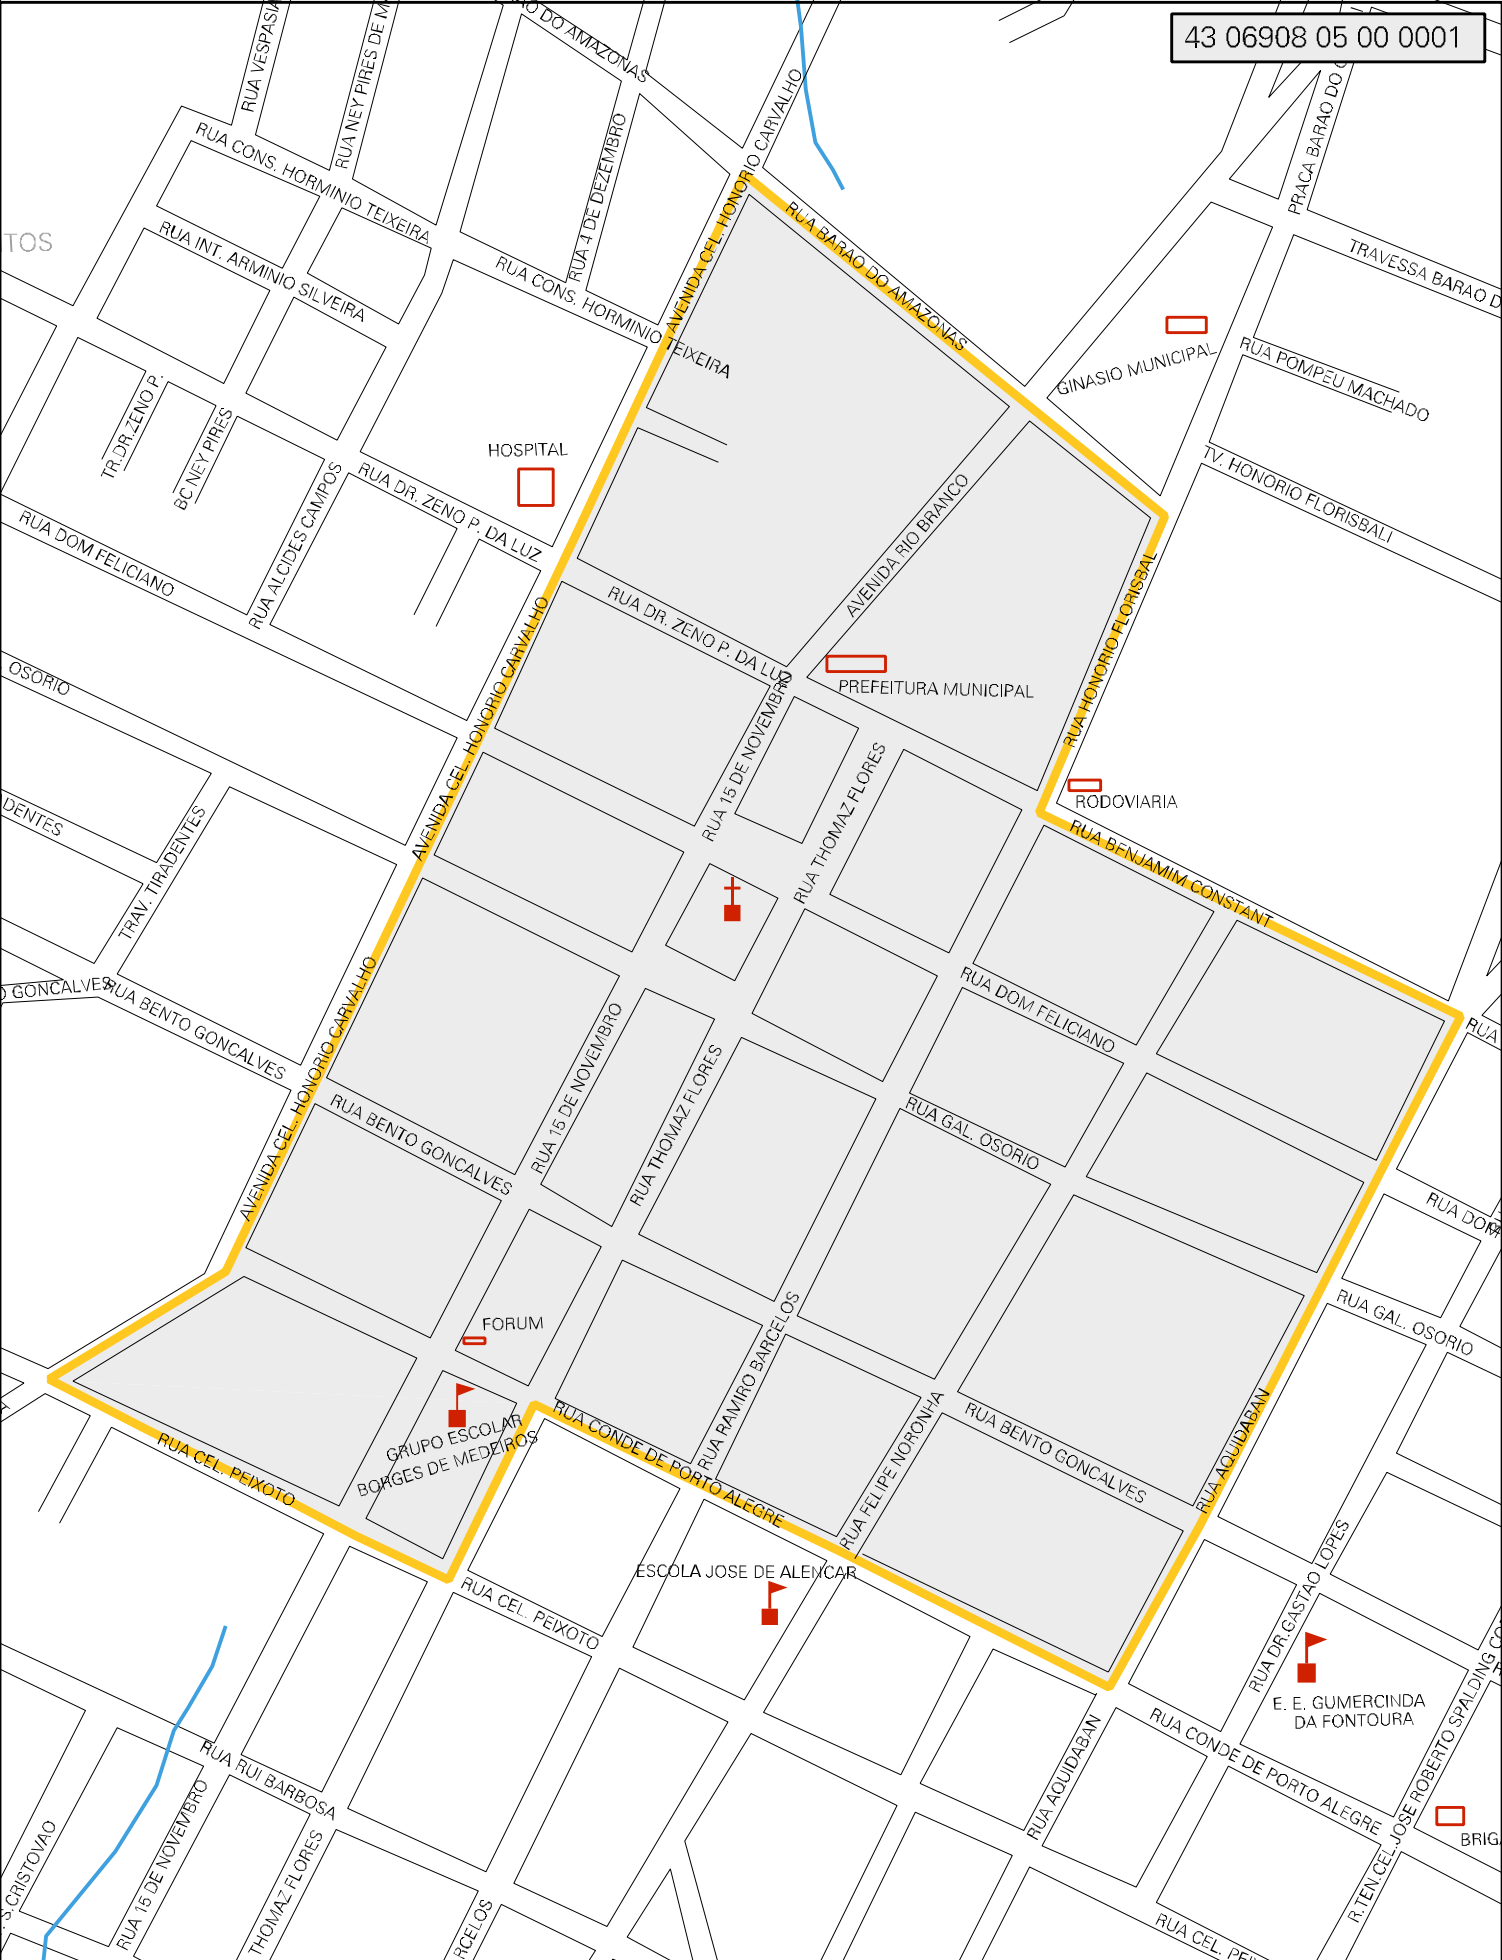 43 06908 05 00 0001
RUA VESPASIA
RUA NEY PIRES DE M
DO AMAZONAS
RUA CONS. HORMINIO TEIXEIRA
RUA 4 DE DEZEMBRO
AVENIDA CEL. HONORIO CARVALHO
PRACA BARAO DO
TOS
RUA INT. ARMINIO SILVEIRA
RUA CONS. HORMINIO TEIXEIRA
RUA BARAO DO AMAZONAS
TRAVESSA BARAO D
GINASIO MUNICIPAL
RUA POMPEU MACHADO
TR.DR.ZENO P.
BC NEY PIRES
HOSPITAL
RUA DR. ZENO P. DA LUZ
RUA ALCIDES CAMPOS
TV. HONORIO FLORISBALI
RUA DOM FELICIANO
AVENIDA RIO BRANCO
RUA HONORIO FLORISBAL
RUA DR. ZENO P. DA LUZ
AVENIDA CEL. HONORIO CARVALHO
PREFEITURA MUNICIPAL
OSORIO
RUA 15 DE NOVEMBRO
RUA THOMAZ FLORES
RODOVIARIA
RUA BENJAMIM CONSTANT
DENTES
TRAV. TIRADENTES
O GONCALVES
RUA BENTO GONCALVES
AVENIDA CEL. HONORIO CARVALHO
RUA DOM FELICIANO
RUA
RUA 15 DE NOVEMBRO
RUA THOMAZ FLORES
RUA BENTO GONCALVES
RUA GAL. OSORIO
RUA DOM
RUA GAL. OSORIO
FORUM
RUA RAMIRO BARCELOS
GRUPO ESCOLAR
BORGES DE MEDEIROS
RUA CONDE DE PORTO ALEGRE
RUA FELIPE NORONHA
RUA BENTO GONCALVES
RUA AQUIDABAN
RUA CEL. PEIXOTO
ESCOLA JOSE DE ALENCAR
RUA CEL. PEIXOTO
RUA DR.GASTAO LOPES
E. E. GUMERCINDA
DA FONTOURA
R.TEN.CEL.JOSE ROBERTO SPALDING
RUA CONDE DE PORTO ALEGRE
RUA AQUIDABAN
BRIG
RUA RUI BARBOSA
S.CRISTOVAO
RUA 15 DE NOVEMBRO
THOMAZ FLORES
RCELOS
RUA CEL. PEI